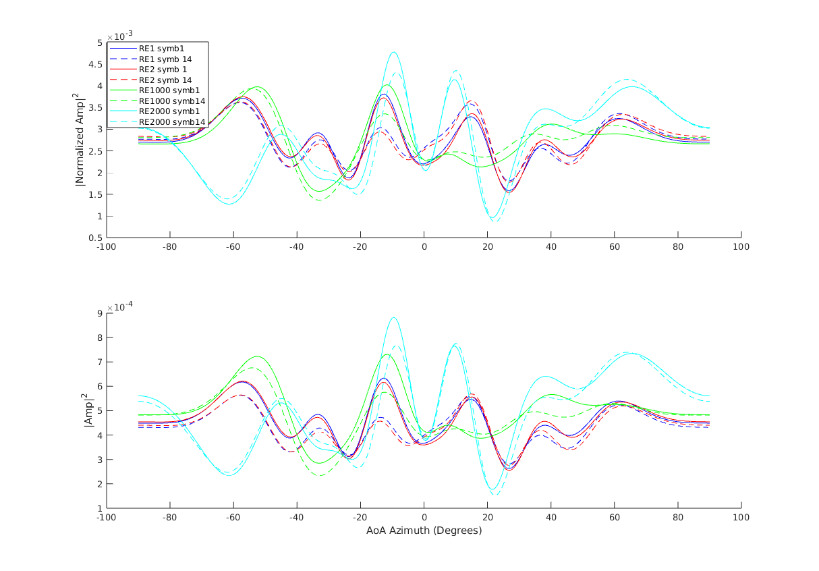 ×10⁻³
5
4.5
4
3.5
3
2.5
2
1.5
1
0.5
|Normalized Amp|²
RE1 symb1
RE1 symb 14
RE2 symb 1
RE2 symb 14
RE1000 symb1
RE1000 symb14
RE2000 symb1
RE2000 symb14
-100 -80 -60 -40 -20 0 20 40 60 80 100
×10⁻⁴
9
8
7
6
5
4
3
2
1
|Amp|²
-100 -80 -60 -40 -20 0 20 40 60 80 100
AoA Azimuth (Degrees)